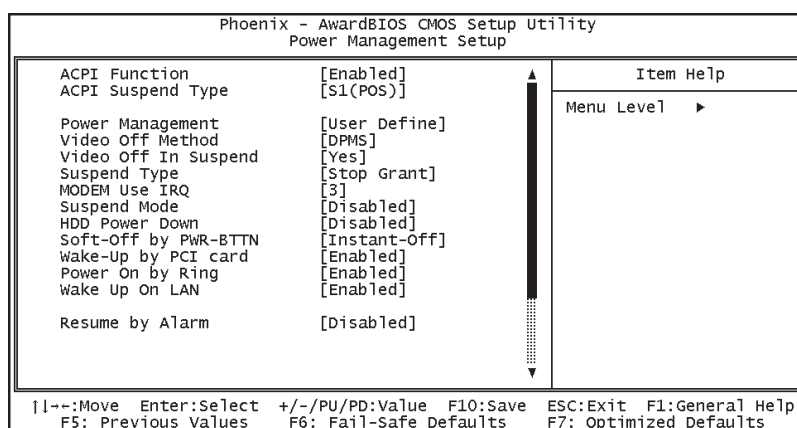 Phoenix - AwardBIOS CMOS Setup Utility
Power Management Setup
ACPI Function [Enabled]
ACPI Suspend Type [S1(POS)]
Power Management [User Define]
Video Off Method [DPMS]
Video Off In Suspend [Yes]
Suspend Type [Stop Grant]
MODEM Use IRQ [3]
Suspend Mode [Disabled]
HDD Power Down [Disabled]
Soft-Off by PWR-BTTN [Instant-Off]
Wake-Up by PCI card [Enabled]
Power On by Ring [Enabled]
Wake Up On LAN [Enabled]
Resume by Alarm [Disabled]
Item Help
Menu Level ▶
↑↓→←:Move Enter:Select +/-/PU/PD:Value F10:Save ESC:Exit F1:General Help
F5: Previous Values F6: Fail-Safe Defaults F7: Optimized Defaults